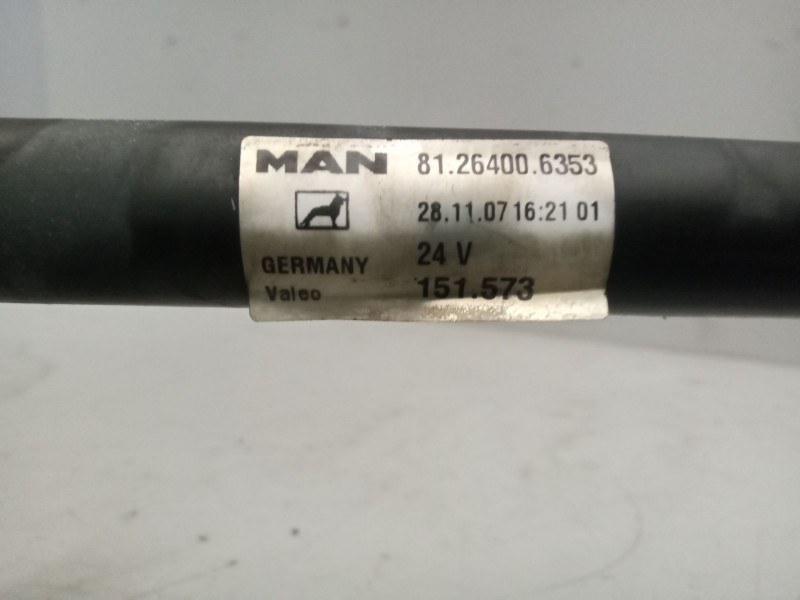 MAN 81.26400.6353
28.11.07 16:21 01
GERMANY 24 V
Valeo 151.573